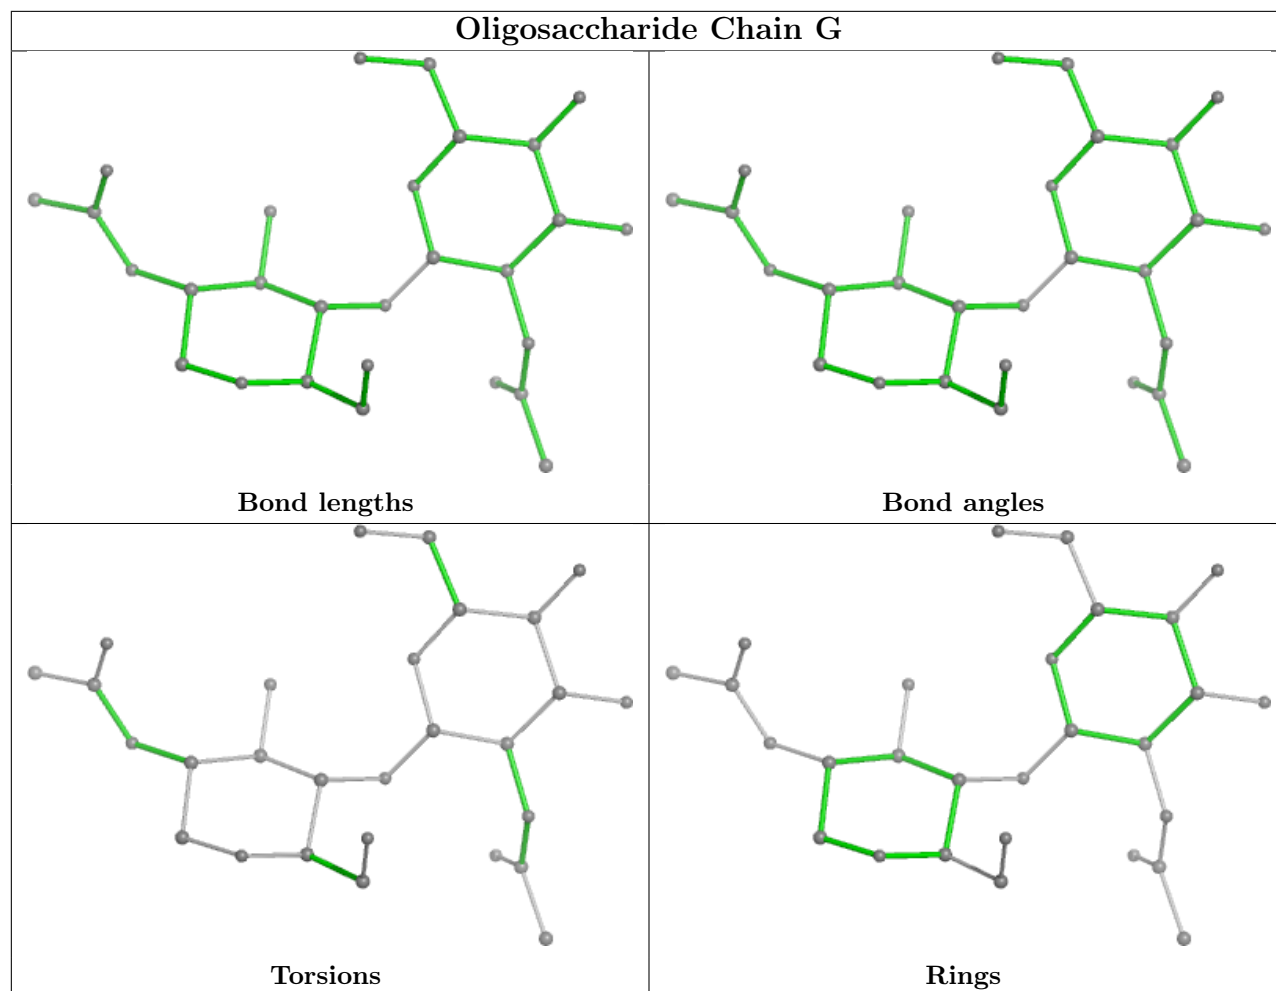 Oligosaccharide Chain G
Bond lengths
Bond angles
Torsions
Rings